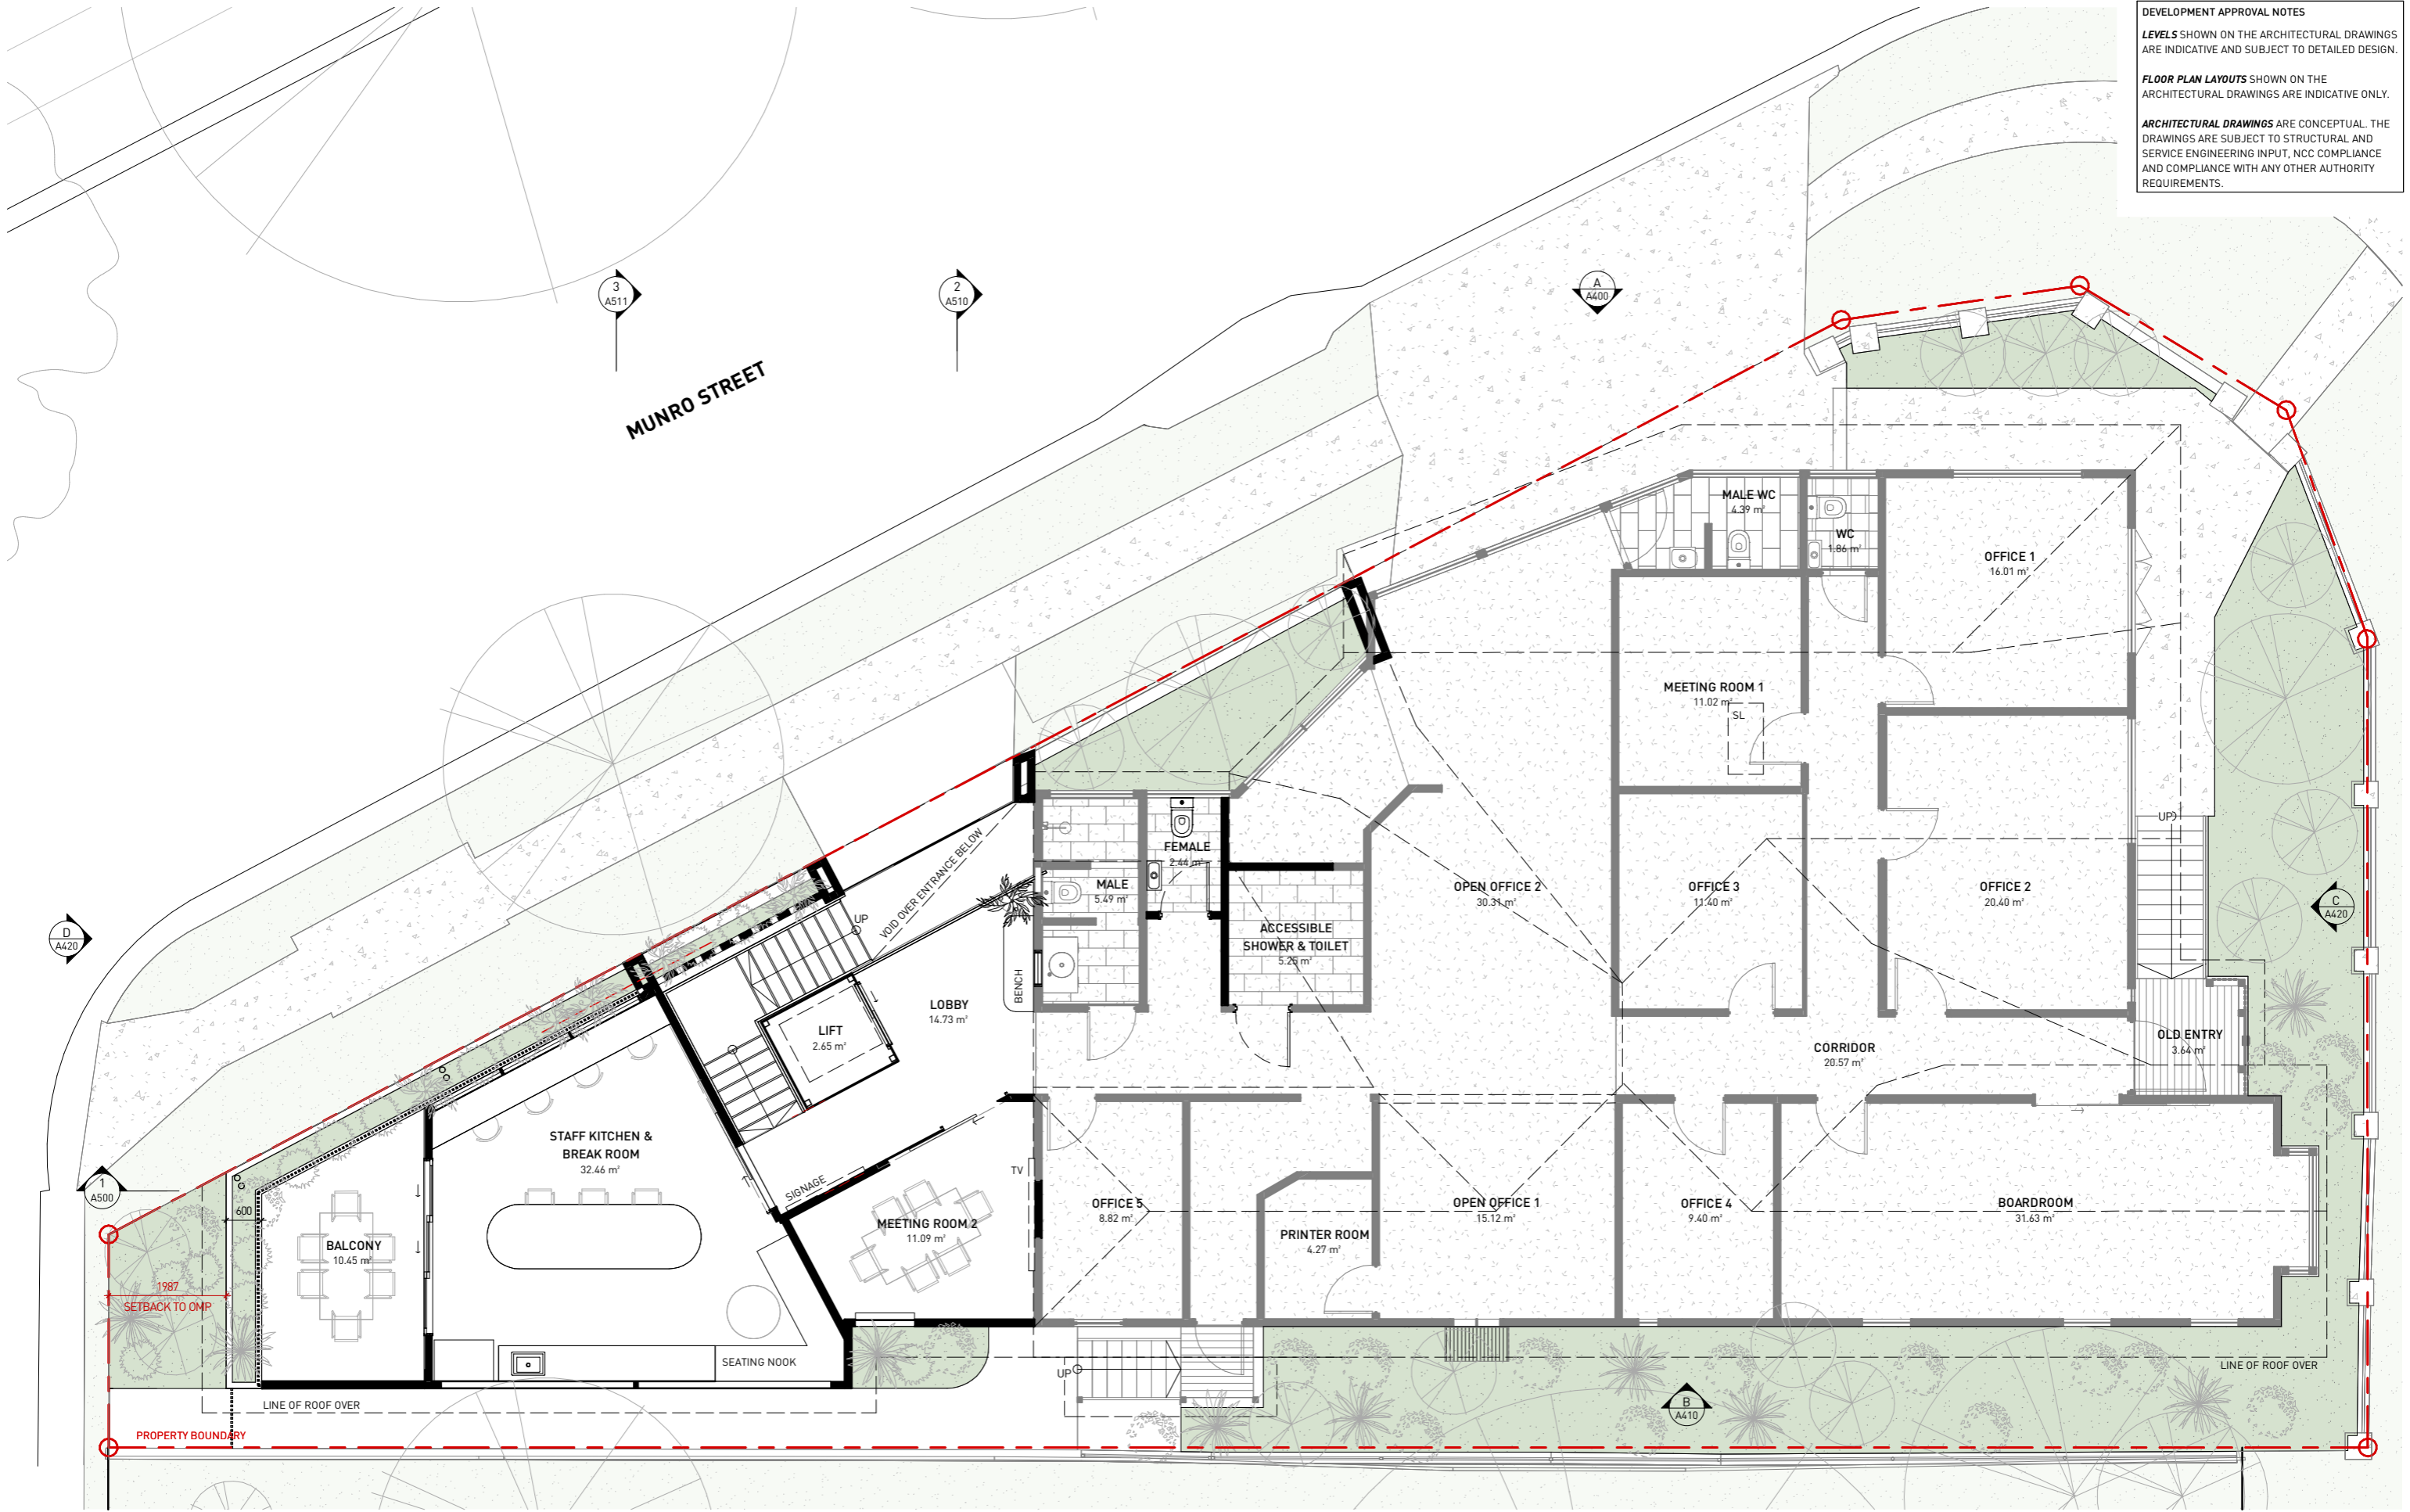 DEVELOPMENT APPROVAL NOTES
LEVELS SHOWN ON THE ARCHITECTURAL DRAWINGS
ARE INDICATIVE AND SUBJECT TO DETAILED DESIGN.
FLOOR PLAN LAYOUTS SHOWN ON THE
ARCHITECTURAL DRAWINGS ARE INDICATIVE ONLY.
ARCHITECTURAL DRAWINGS ARE CONCEPTUAL. THE
DRAWINGS ARE SUBJECT TO STRUCTURAL AND
SERVICE ENGINEERING INPUT, NCC COMPLIANCE
AND COMPLIANCE WITH ANY OTHER AUTHORITY
REQUIREMENTS.
3
A511
2
A510
A
A400
MUNRO STREET
MALE WC
4.39 m²
WC
1.86 m²
OFFICE 1
16.01 m²
MEETING ROOM 1
11.02 m²
SL
UP
FEMALE
2.44 m²
MALE
5.49 m²
VOID OVER ENTRANCE BELOW
UP
OPEN OFFICE 2
30.31 m²
OFFICE 3
11.40 m²
OFFICE 2
20.40 m²
C
A420
D
A420
ACCESSIBLE
SHOWER & TOILET
5.25 m²
BENCH
LOBBY
14.73 m²
LIFT
2.65 m²
OLD ENTRY
3.64 m²
CORRIDOR
20.57 m²
STAFF KITCHEN &
BREAK ROOM
32.46 m²
TV
SIGNAGE
1
A500
600
MEETING ROOM 2
11.09 m²
OFFICE 5
8.82 m²
OPEN OFFICE 1
15.12 m²
OFFICE 4
9.40 m²
BOARDROOM
31.63 m²
PRINTER ROOM
4.27 m²
BALCONY
10.45 m²
1987
SETBACK TO OMP
SEATING NOOK
UP
LINE OF ROOF OVER
LINE OF ROOF OVER
B
A410
PROPERTY BOUNDARY